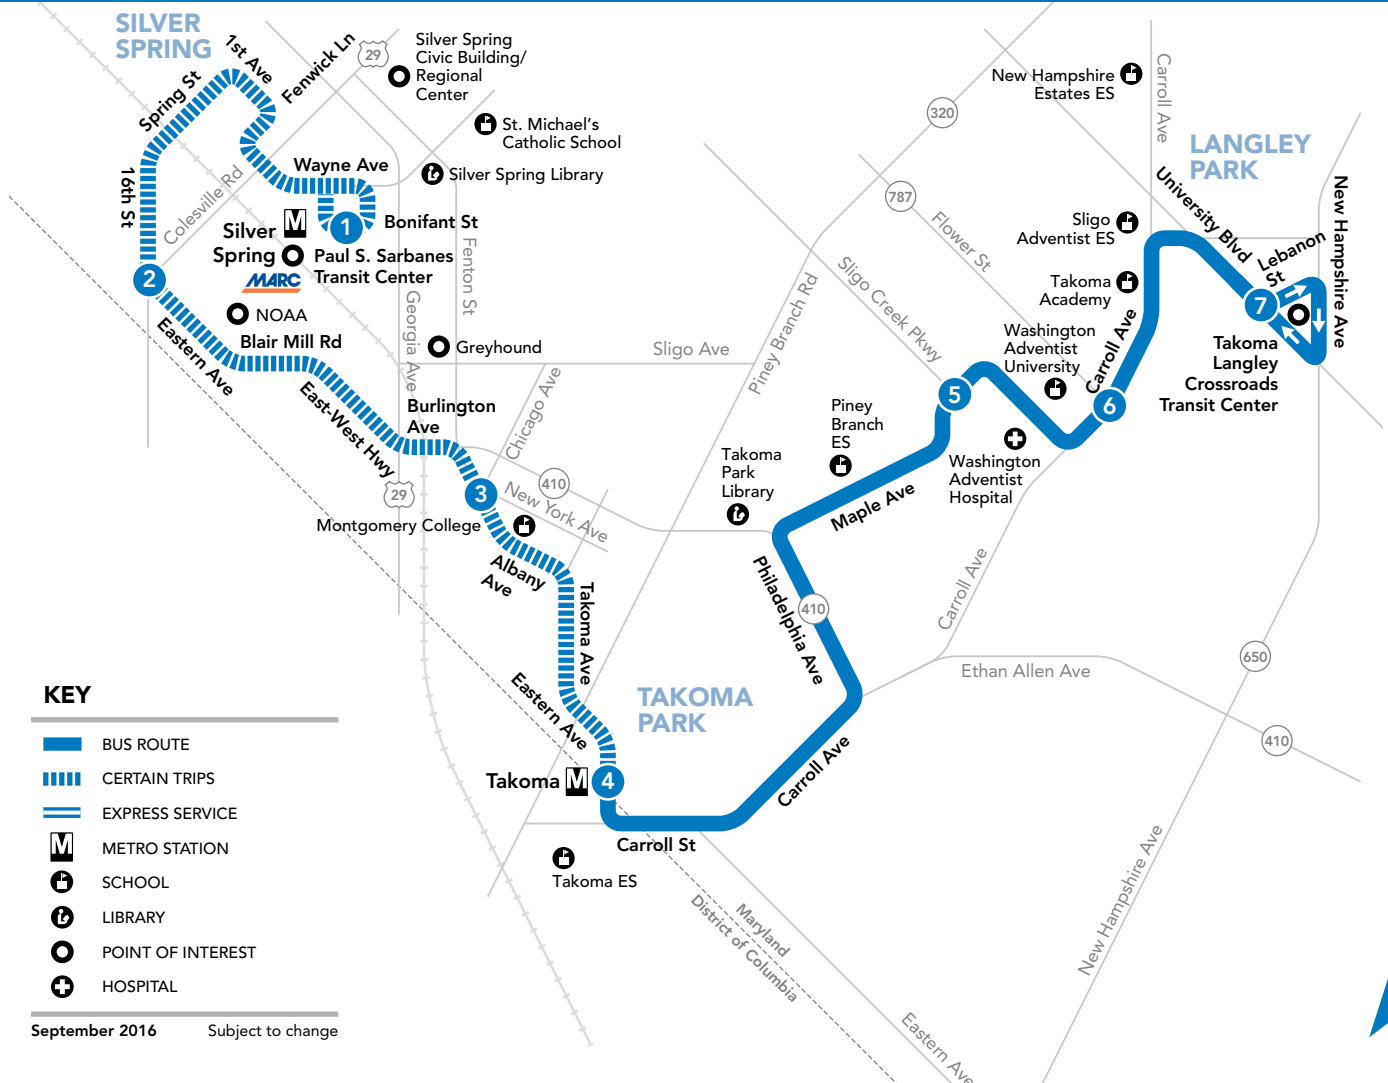 SILVER
SPRING
1st Ave
Fenwick Ln
29
Silver Spring
Civic Building/
Regional
Center
Spring St
St. Michael's
Catholic School
Wayne Ave
Silver Spring Library
16th St
Colesville Rd
M
Silver
Spring
1
Bonifant St
Paul S. Sarbanes
Transit Center
MARC
2
NOAA
Fenton St
Georgia Ave
Eastern Ave
Blair Mill Rd
Greyhound
Sligo Ave
East-West Hwy
Burlington
Ave
Chicago Ave
29
3
410
New York Ave
Montgomery College
Albany
Ave
Takoma Ave
Eastern Ave
Takoma
M
4
TAKOMA
PARK
Carroll St
Takoma ES
Carroll Ave
Philadelphia Ave
410
Takoma
Park
Library
Piney
Branch
ES
Maple Ave
Piney Branch Rd
Sligo Creek Pkwy
5
320
787
Flower St
New Hampshire
Estates ES
Carroll Ave
LANGLEY
PARK
University Blvd
Sligo
Adventist ES
Takoma
Academy
Washington
Adventist
University
Carroll Ave
6
Washington
Adventist
Hospital
7
Lebanon
St
New Hampshire Ave
Takoma
Langley
Crossroads
Transit Center
Carroll Ave
Ethan Allen Ave
650
410
New Hampshire Ave
Maryland
District of Columbia
Eastern Ave
KEY
BUS ROUTE
CERTAIN TRIPS
EXPRESS SERVICE
M METRO STATION
SCHOOL
LIBRARY
POINT OF INTEREST
HOSPITAL
September 2016 Subject to change